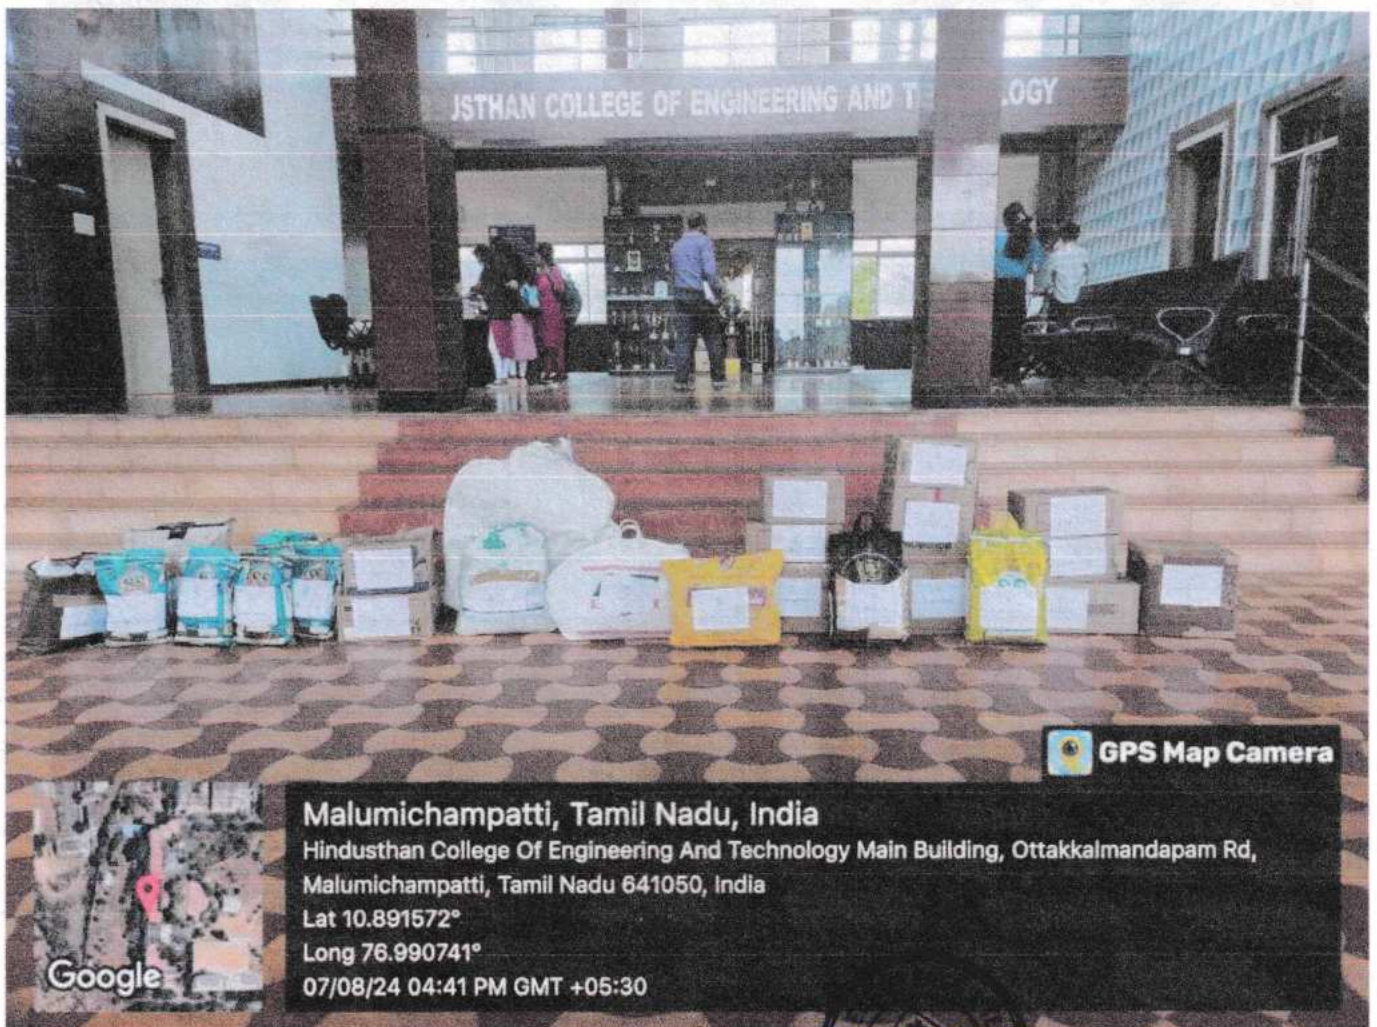 JSTHAN COLLEGE OF ENGINEERING AND T LOGY
GPS Map Camera
Malumichampatti, Tamil Nadu, India
Hindusthan College Of Engineering And Technology Main Building, Ottakkalmandapam Rd,
Malumichampatti, Tamil Nadu 641050, India
Lat 10.891572°
Long 76.990741°
07/08/24 04:41 PM GMT +05:30
Google